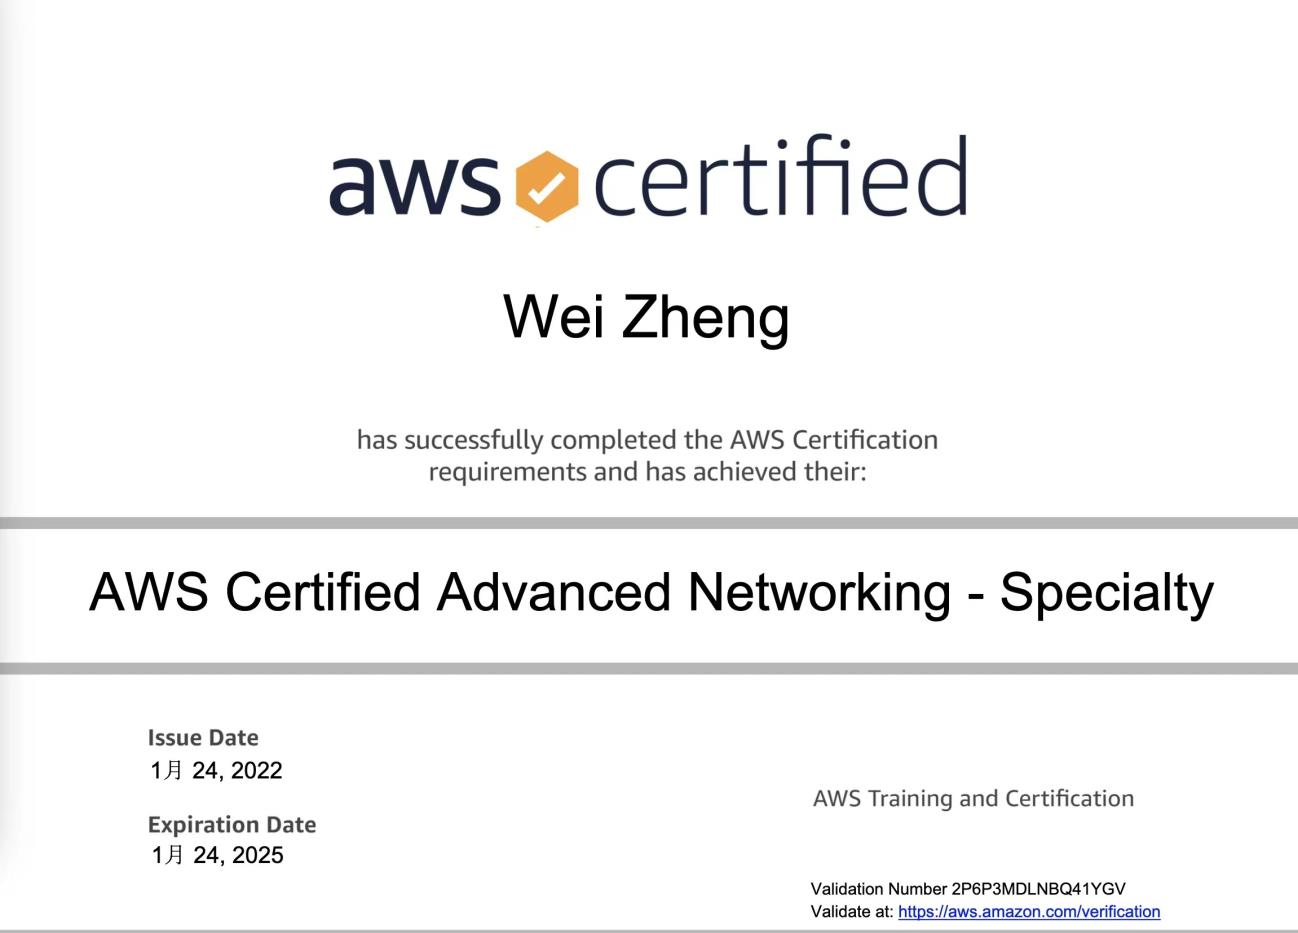 aws certified
Wei Zheng
has successfully completed the AWS Certification
requirements and has achieved their:
AWS Certified Advanced Networking - Specialty
Issue Date
1月 24, 2022
Expiration Date
1月 24, 2025
AWS Training and Certification
Validation Number 2P6P3MDLNBQ41YGV
Validate at: https://aws.amazon.com/verification